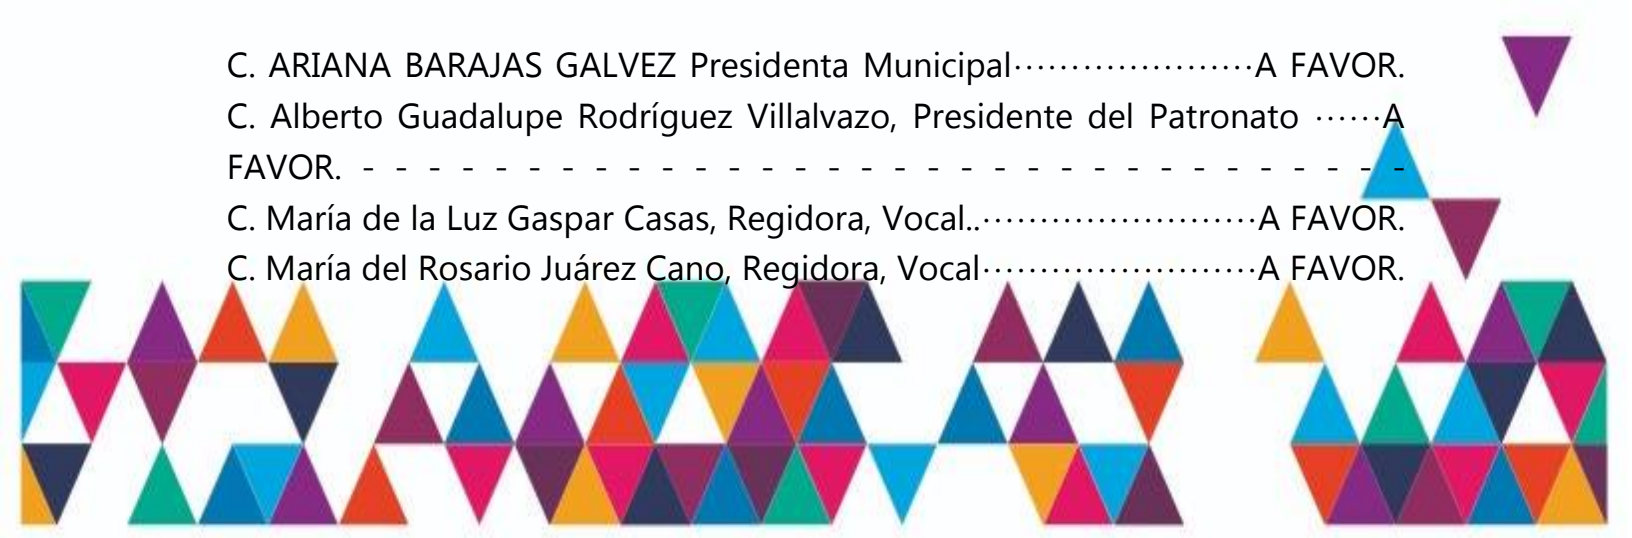 C. ARIANA BARAJAS GALVEZ Presidenta Municipal·····················A FAVOR.
C. Alberto Guadalupe Rodríguez Villalvazo, Presidente del Patronato ······A
FAVOR. - - - - - - - - - - - - - - - - - - - - - - - - - - - - - - - -
C. María de la Luz Gaspar Casas, Regidora, Vocal..························A FAVOR.
C. María del Rosario Juárez Cano, Regidora, Vocal························A FAVOR.